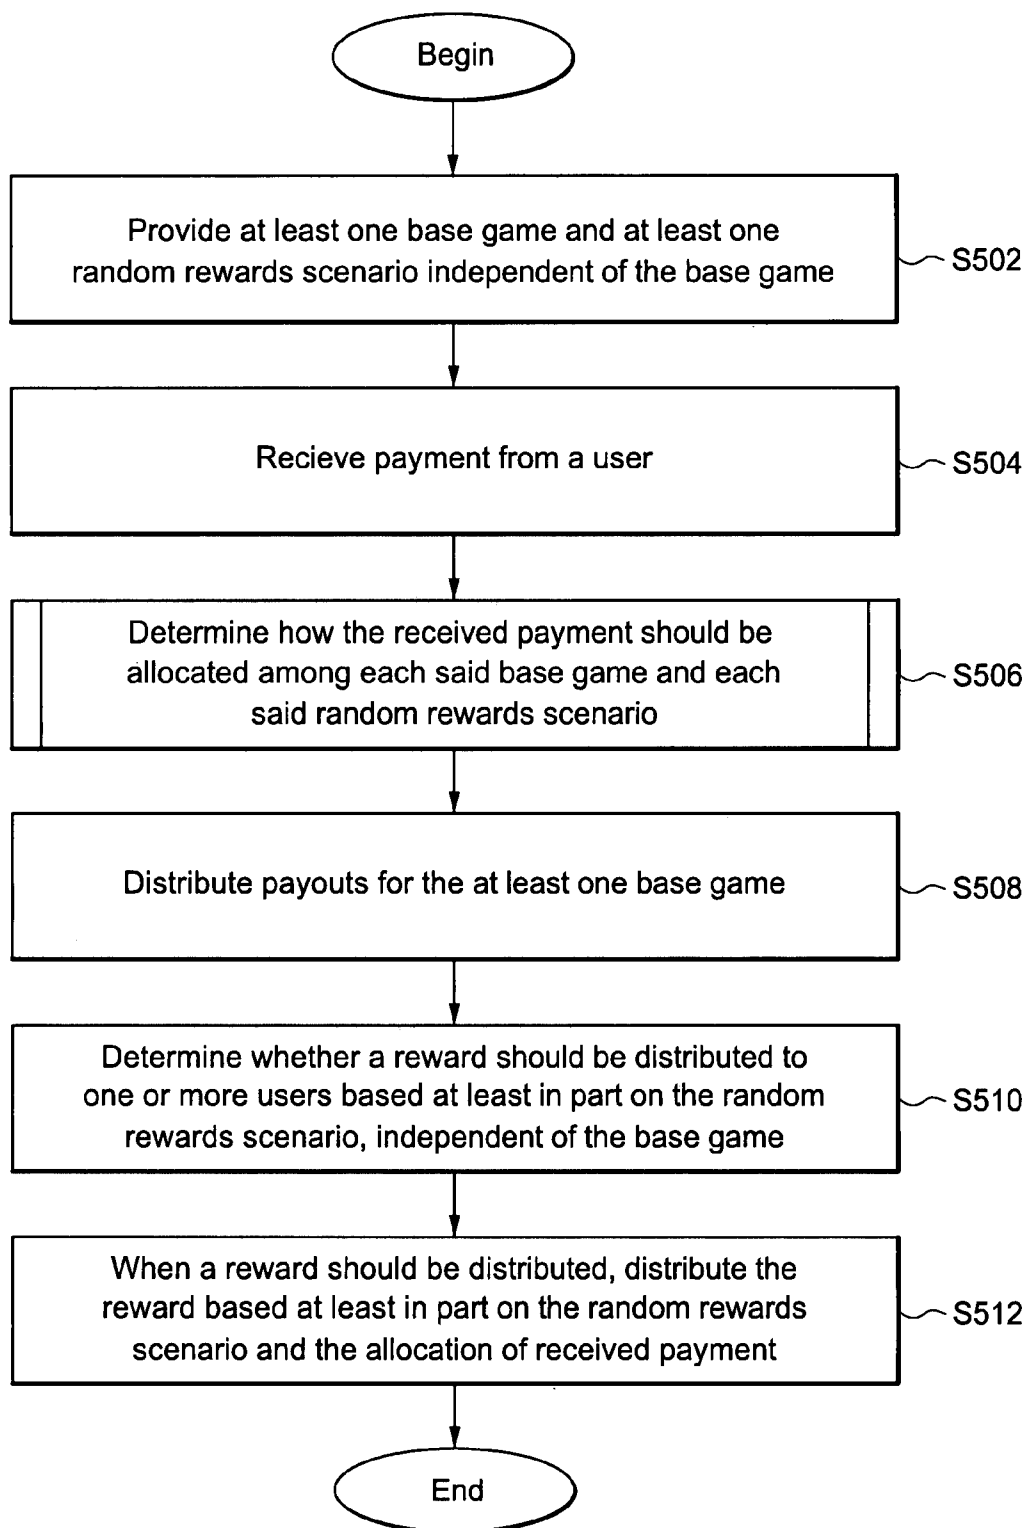 Begin
Provide at least one base game and at least one
random rewards scenario independent of the base game
S502
Recieve payment from a user
S504
Determine how the received payment should be
allocated among each said base game and each
said random rewards scenario
S506
Distribute payouts for the at least one base game
S508
Determine whether a reward should be distributed to
one or more users based at least in part on the random
rewards scenario, independent of the base game
S510
When a reward should be distributed, distribute the
reward based at least in part on the random rewards
scenario and the allocation of received payment
S512
End